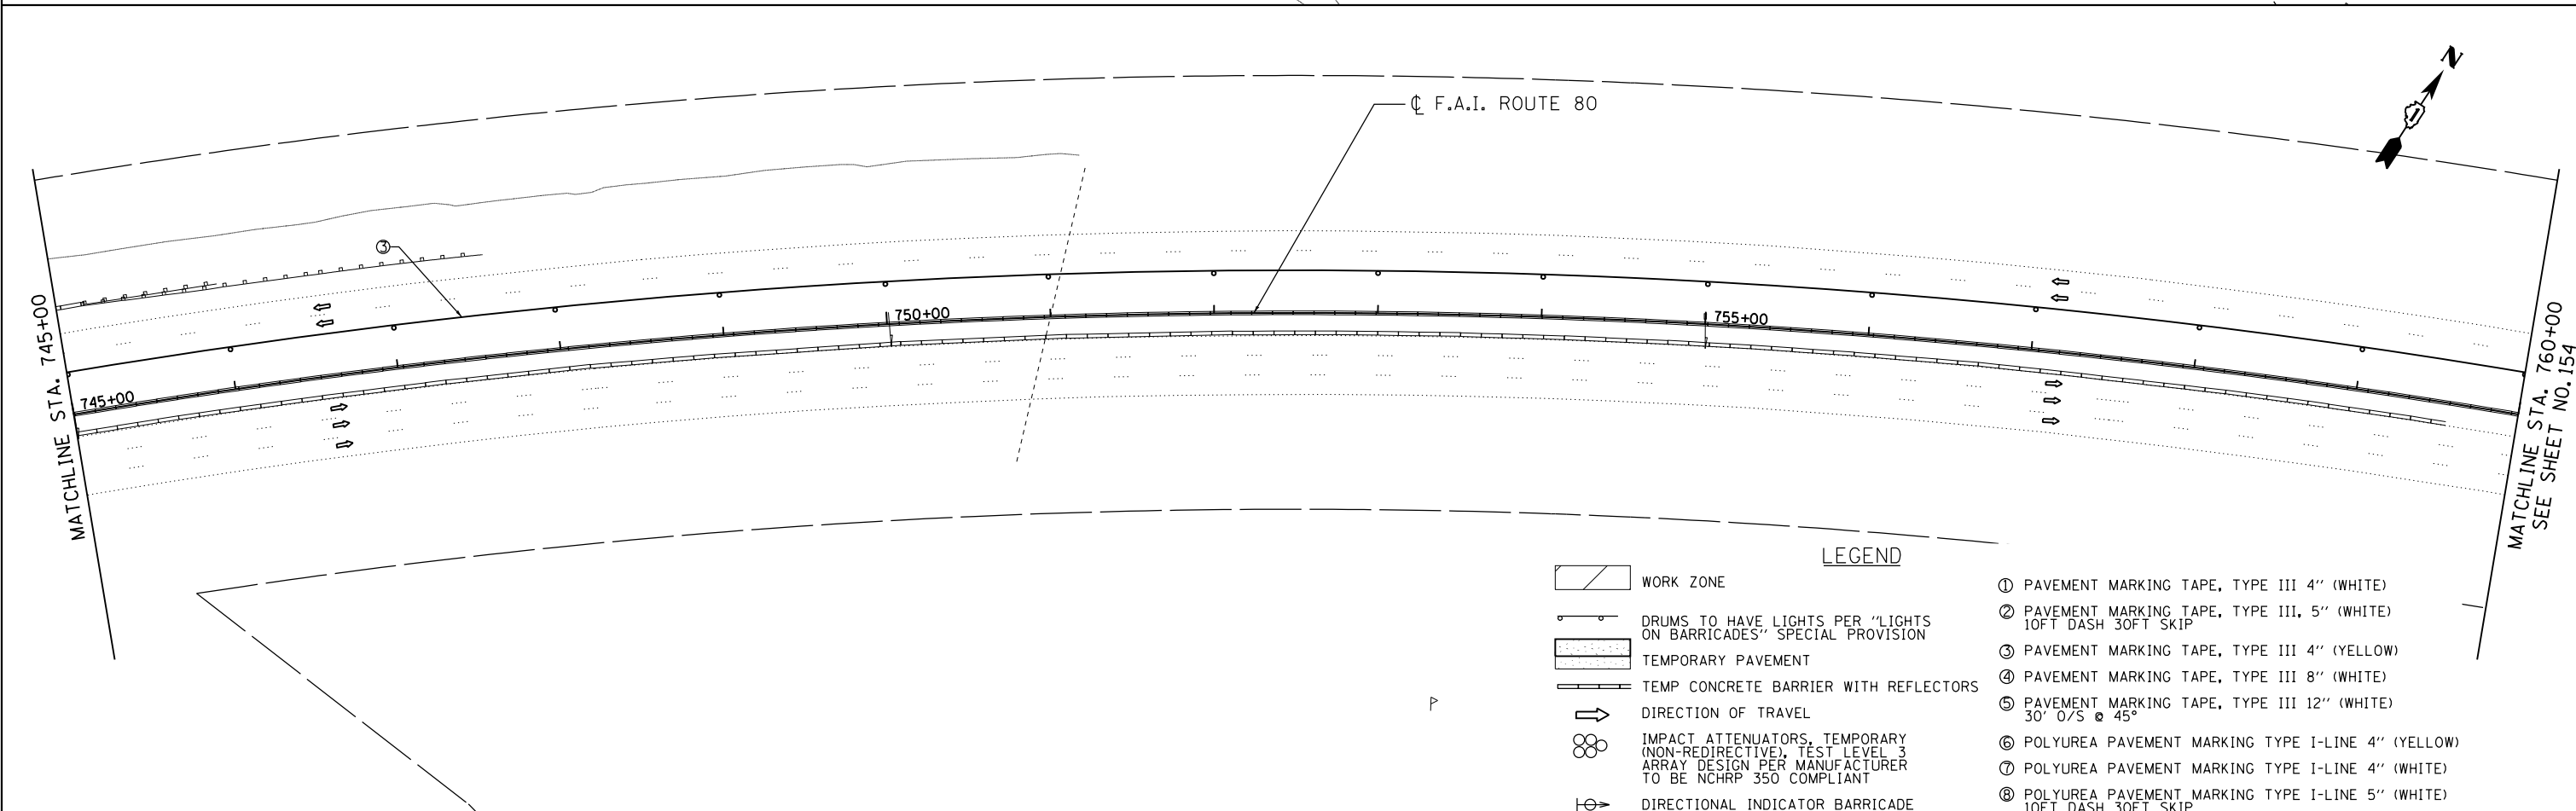 N
1
℄ F.A.I. ROUTE 80
③
750+00
755+00
745+00
MATCHLINE STA. 745+00
MATCHLINE STA. 760+00
SEE SHEET NO. 154
LEGEND
WORK ZONE
DRUMS TO HAVE LIGHTS PER "LIGHTS
ON BARRICADES" SPECIAL PROVISION
TEMPORARY PAVEMENT
TEMP CONCRETE BARRIER WITH REFLECTORS
DIRECTION OF TRAVEL
IMPACT ATTENUATORS, TEMPORARY
(NON-REDIRECTIVE), TEST LEVEL 3
ARRAY DESIGN PER MANUFACTURER
TO BE NCHRP 350 COMPLIANT
DIRECTIONAL INDICATOR BARRICADE
① PAVEMENT MARKING TAPE, TYPE III 4" (WHITE)
② PAVEMENT MARKING TAPE, TYPE III, 5" (WHITE)
10FT DASH 30FT SKIP
③ PAVEMENT MARKING TAPE, TYPE III 4" (YELLOW)
④ PAVEMENT MARKING TAPE, TYPE III 8" (WHITE)
⑤ PAVEMENT MARKING TAPE, TYPE III 12" (WHITE)
30' O/S @ 45°
⑥ POLYUREA PAVEMENT MARKING TYPE I-LINE 4" (YELLOW)
⑦ POLYUREA PAVEMENT MARKING TYPE I-LINE 4" (WHITE)
⑧ POLYUREA PAVEMENT MARKING TYPE I-LINE 5" (WHITE)
10FT DASH 30FT SKIP